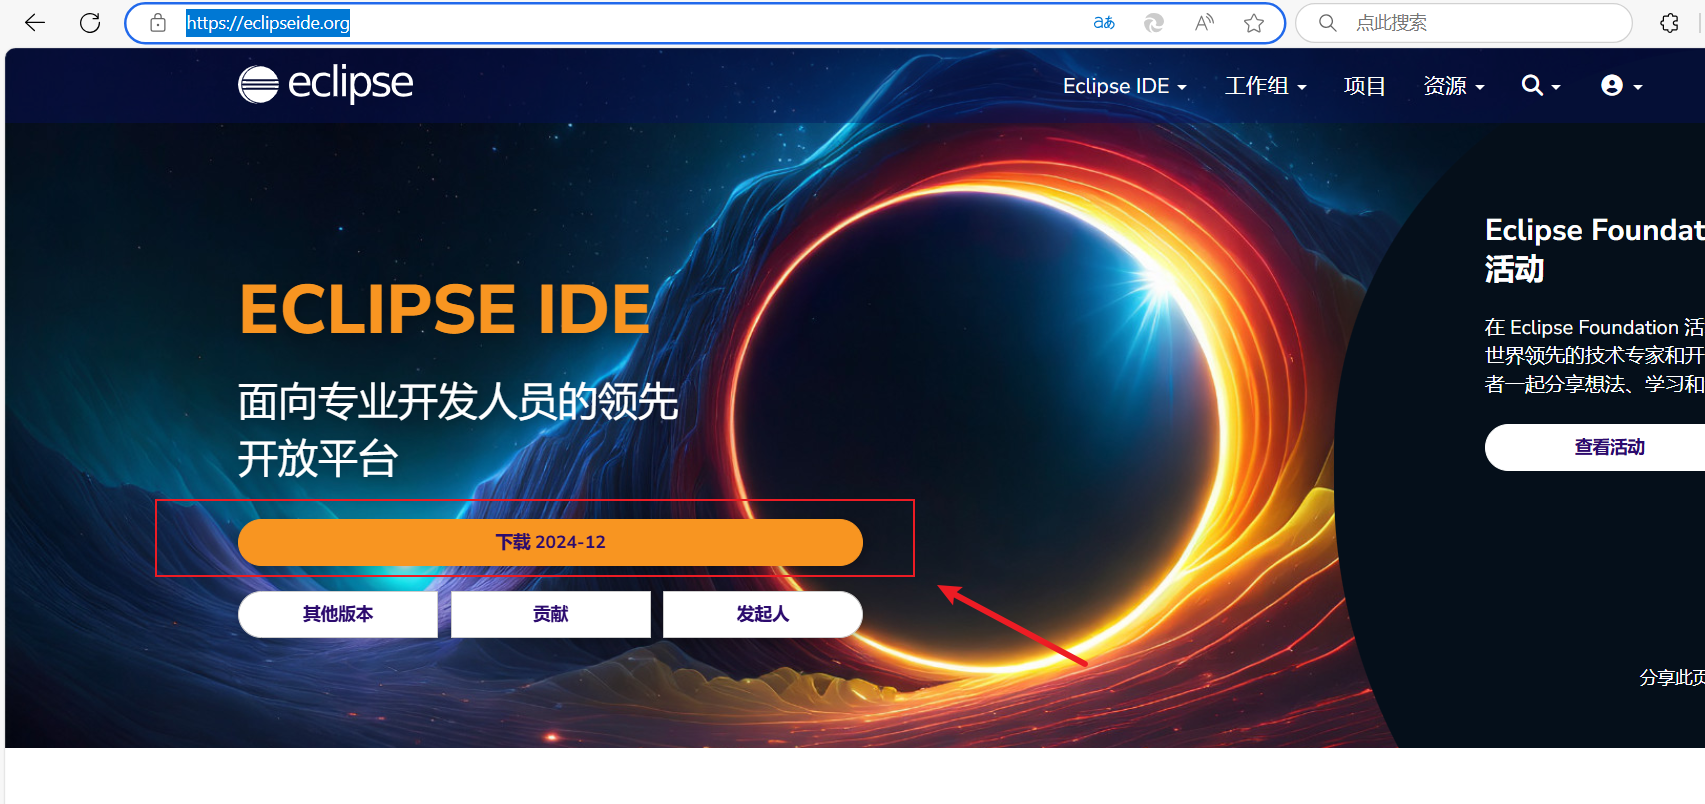 https://eclipseide.org
点此搜索
eclipse
Eclipse IDE
工作组
项目
资源
ECLIPSE IDE
面向专业开发人员的领先
开放平台
下载 2024-12
其他版本
贡献
发起人
Eclipse Foundat
活动
在 Eclipse Foundation 活
世界领先的技术专家和开
者一起分享想法、学习和
查看活动
分享此页